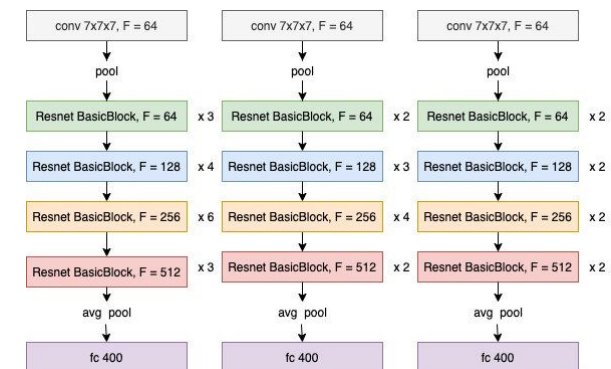 conv 7x7x7, F = 64
pool
Resnet BasicBlock, F = 64 x 3
Resnet BasicBlock, F = 128 x 4
Resnet BasicBlock, F = 256 x 6
Resnet BasicBlock, F = 512 x 3
avg pool
fc 400
conv 7x7x7, F = 64
pool
Resnet BasicBlock, F = 64 x 2
Resnet BasicBlock, F = 128 x 3
Resnet BasicBlock, F = 256 x 4
Resnet BasicBlock, F = 512 x 2
avg pool
fc 400
conv 7x7x7, F = 64
pool
Resnet BasicBlock, F = 64 x 2
Resnet BasicBlock, F = 128 x 2
Resnet BasicBlock, F = 256 x 2
Resnet BasicBlock, F = 512 x 2
avg pool
fc 400